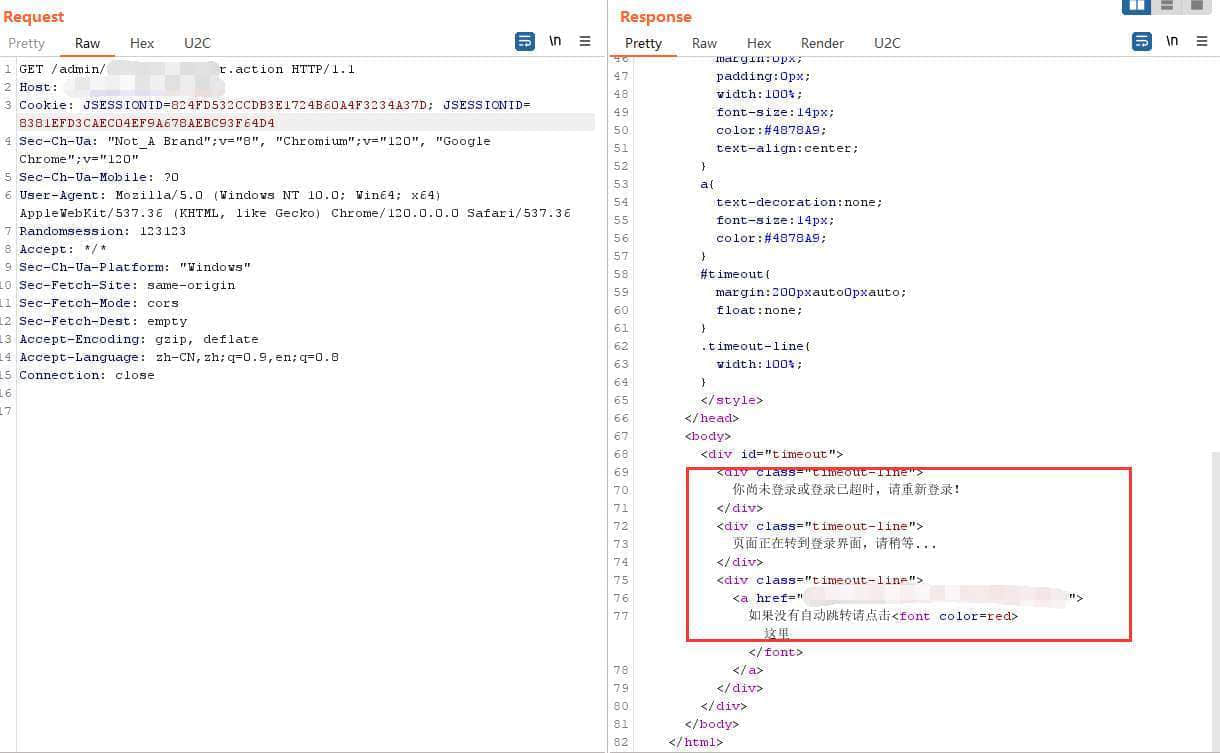 Request
Pretty Raw Hex U2C \n
1 GET /admin/ r.action HTTP/1.1
2 Host:
3 Cookie: JSESSIONID=824FD532CCDB3E1724B60A4F3234A37D; JSESSIONID=
8381EFD3CAEC04EF9A678AEBC93F64D4
4 Sec-Ch-Ua: "Not_A Brand";v="8", "Chromium";v="120", "Google
Chrome";v="120"
5 Sec-Ch-Ua-Mobile: ?0
6 User-Agent: Mozilla/5.0 (Windows NT 10.0; Win64; x64)
AppleWebKit/537.36 (KHTML, like Gecko) Chrome/120.0.0.0 Safari/537.36
7 Randomsession: 123123
8 Accept: */*
9 Sec-Ch-Ua-Platform: "Windows"
10 Sec-Fetch-Site: same-origin
11 Sec-Fetch-Mode: cors
12 Sec-Fetch-Dest: empty
13 Accept-Encoding: gzip, deflate
14 Accept-Language: zh-CN,zh;q=0.9,en;q=0.8
15 Connection: close
16
17
Response
Pretty Raw Hex Render U2C \n
46 margin:0px;
47 padding:0px;
48 width:100%;
49 font-size:14px;
50 color:#4878A9;
51 text-align:center;
52 }
53 a{
54 text-decoration:none;
55 font-size:14px;
56 color:#4878A9;
57 }
58 #timeout{
59 margin:200pxauto0pxauto;
60 float:none;
61 }
62 .timeout-line{
63 width:100%;
64 }
65 </style>
66 </head>
67 <body>
68 <div id="timeout">
69 <div class="timeout-line">
70 你尚未登录或登录已超时，请重新登录！
71 </div>
72 <div class="timeout-line">
73 页面正在转到登录界面，请稍等...
74 </div>
75 <div class="timeout-line">
76 <a href=" ">
77 如果没有自动跳转请点击<font color=red>
这里
</font>
78 </a>
79 </div>
80 </div>
81 </body>
82 </html>